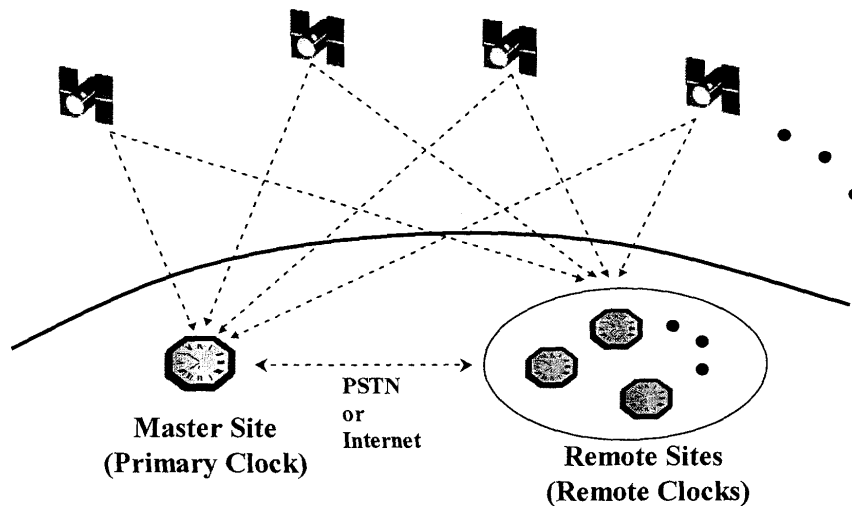 PSTN
or
Internet
Master Site
(Primary Clock)
Remote Sites
(Remote Clocks)